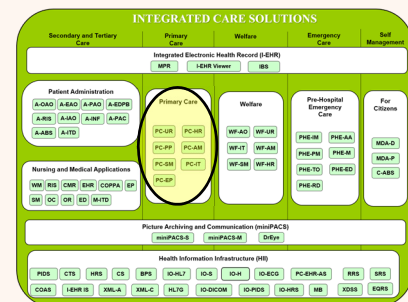 INTEGRATED CARE SOLUTIONS
Secondary and Tertiary Care
Primary Care
Welfare
Emergency Care
Self Management
Integrated Electronic Health Record (I-EHR)
MPR I-EHR Viewer IBS
Patient Administration
A-OAO A-EAO A-PAO A-EDPB
A-RIS A-IAO A-INF A-PAC
A-ABS A-ITD
Nursing and Medical Applications
WM RIS CMR EHR COPPA EP
SM OC OR ED M-ITD
Primary Care
PC-UR PC-HR
PC-PP PC-AM
PC-SM PC-IT
PC-EP
Welfare
WF-AO WF-UR
WF-IT WF-AM
WF-SM WF-HR
Pre-Hospital
Emergency
Care
PHE-IM PHE-AA
PHE-PM PHE-M
PHE-TO PHE-ED
PHE-RD
For
Citizens
MDA-D
MDA-P
C-ABS
Picture Archiving and Communication (miniPACS)
miniPACS-S miniPACS-M DrEye
Health Information Infrastructure (HII)
PIDS CTS HRS CS BPS IO-HL7 IO-S IO-H IO-ECG PC-EHR-AS RRS SRS
COAS I-EHR IS XML-A XML-C HL7G IO-DICOM IO-PIDS IO-HRS MB XDSS EQRS